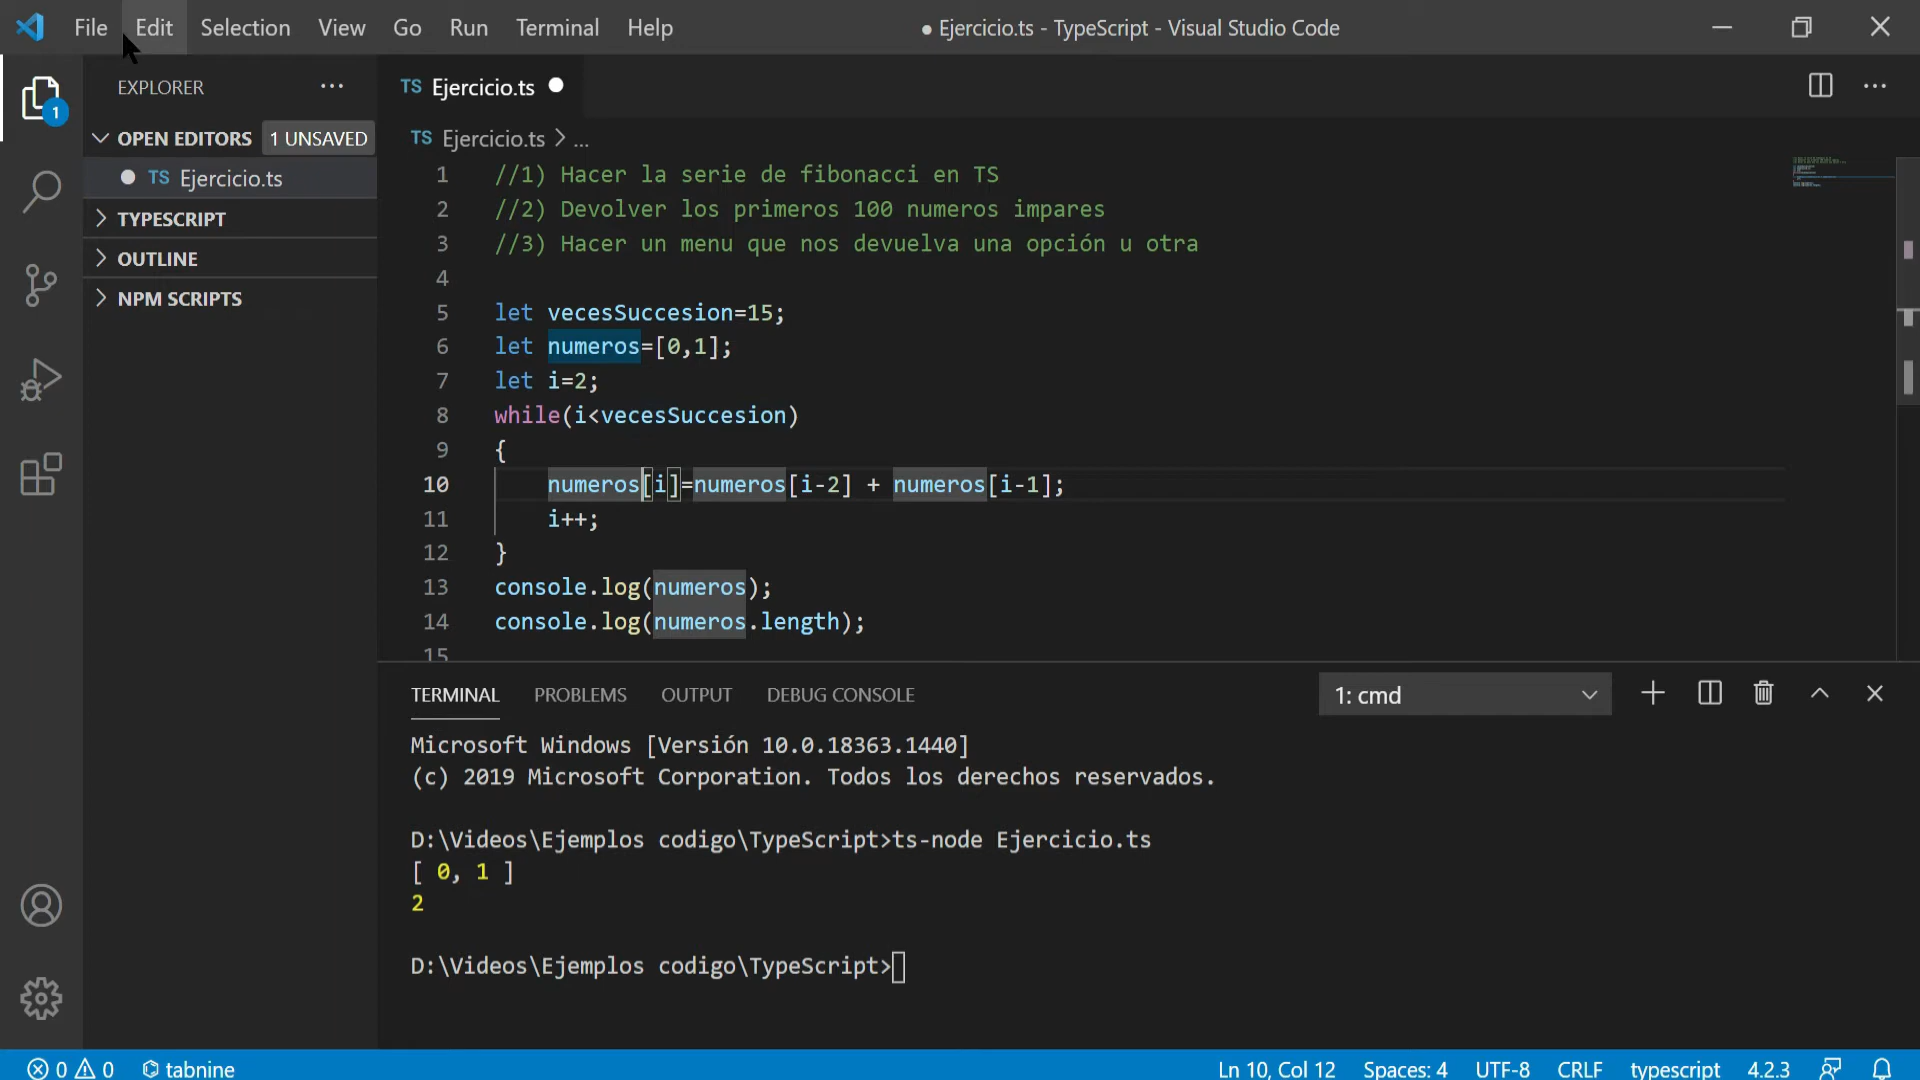 File Edit Selection View Go Run Terminal Help ● Ejercicio.ts - TypeScript - Visual Studio Code
EXPLORER ...
TS Ejercicio.ts
1
OPEN EDITORS 1 UNSAVED
TS Ejercicio.ts > ...
TS Ejercicio.ts
TYPESCRIPT
OUTLINE
NPM SCRIPTS
1 //1) Hacer la serie de fibonacci en TS
2 //2) Devolver los primeros 100 numeros impares
3 //3) Hacer un menu que nos devuelva una opción u otra
4
5 let vecesSuccesion=15;
6 let numeros=[0,1];
7 let i=2;
8 while(i<vecesSuccesion)
9 {
10 numeros[i]=numeros[i-2] + numeros[i-1];
11 i++;
12 }
13 console.log(numeros);
14 console.log(numeros.length);
15
TERMINAL PROBLEMS OUTPUT DEBUG CONSOLE 1: cmd
Microsoft Windows [Versión 10.0.18363.1440]
(c) 2019 Microsoft Corporation. Todos los derechos reservados.
D:\Videos\Ejemplos codigo\TypeScript>ts-node Ejercicio.ts
[ 0, 1 ]
2
D:\Videos\Ejemplos codigo\TypeScript>
0 0 tabnine Ln 10, Col 12 Spaces: 4 UTF-8 CRLF typescript 4.2.3